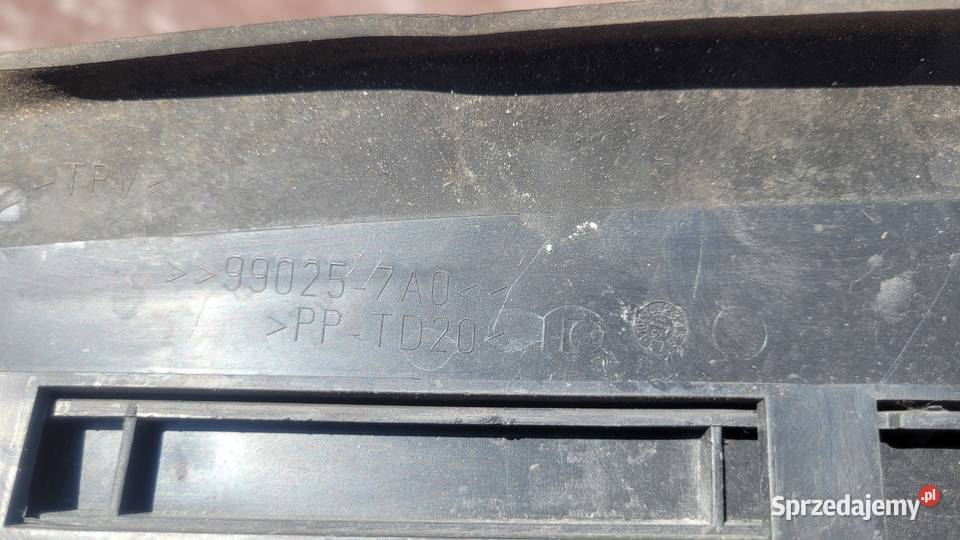 >TPV<
>>99025-7A0<<
>PP-TD20<
Sprzedajemy.pl